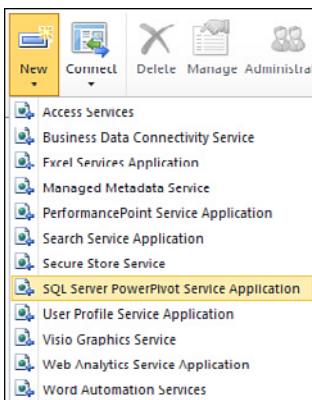 New Connect Delete Manage Administra
Access Services
Business Data Connectivity Service
Excel Services Application
Managed Metadata Service
PerformancePoint Service Application
Search Service Application
Secure Store Service
SQL Server PowerPivot Service Application
User Profile Service Application
Visio Graphics Service
Web Analytics Service Application
Word Automation Services